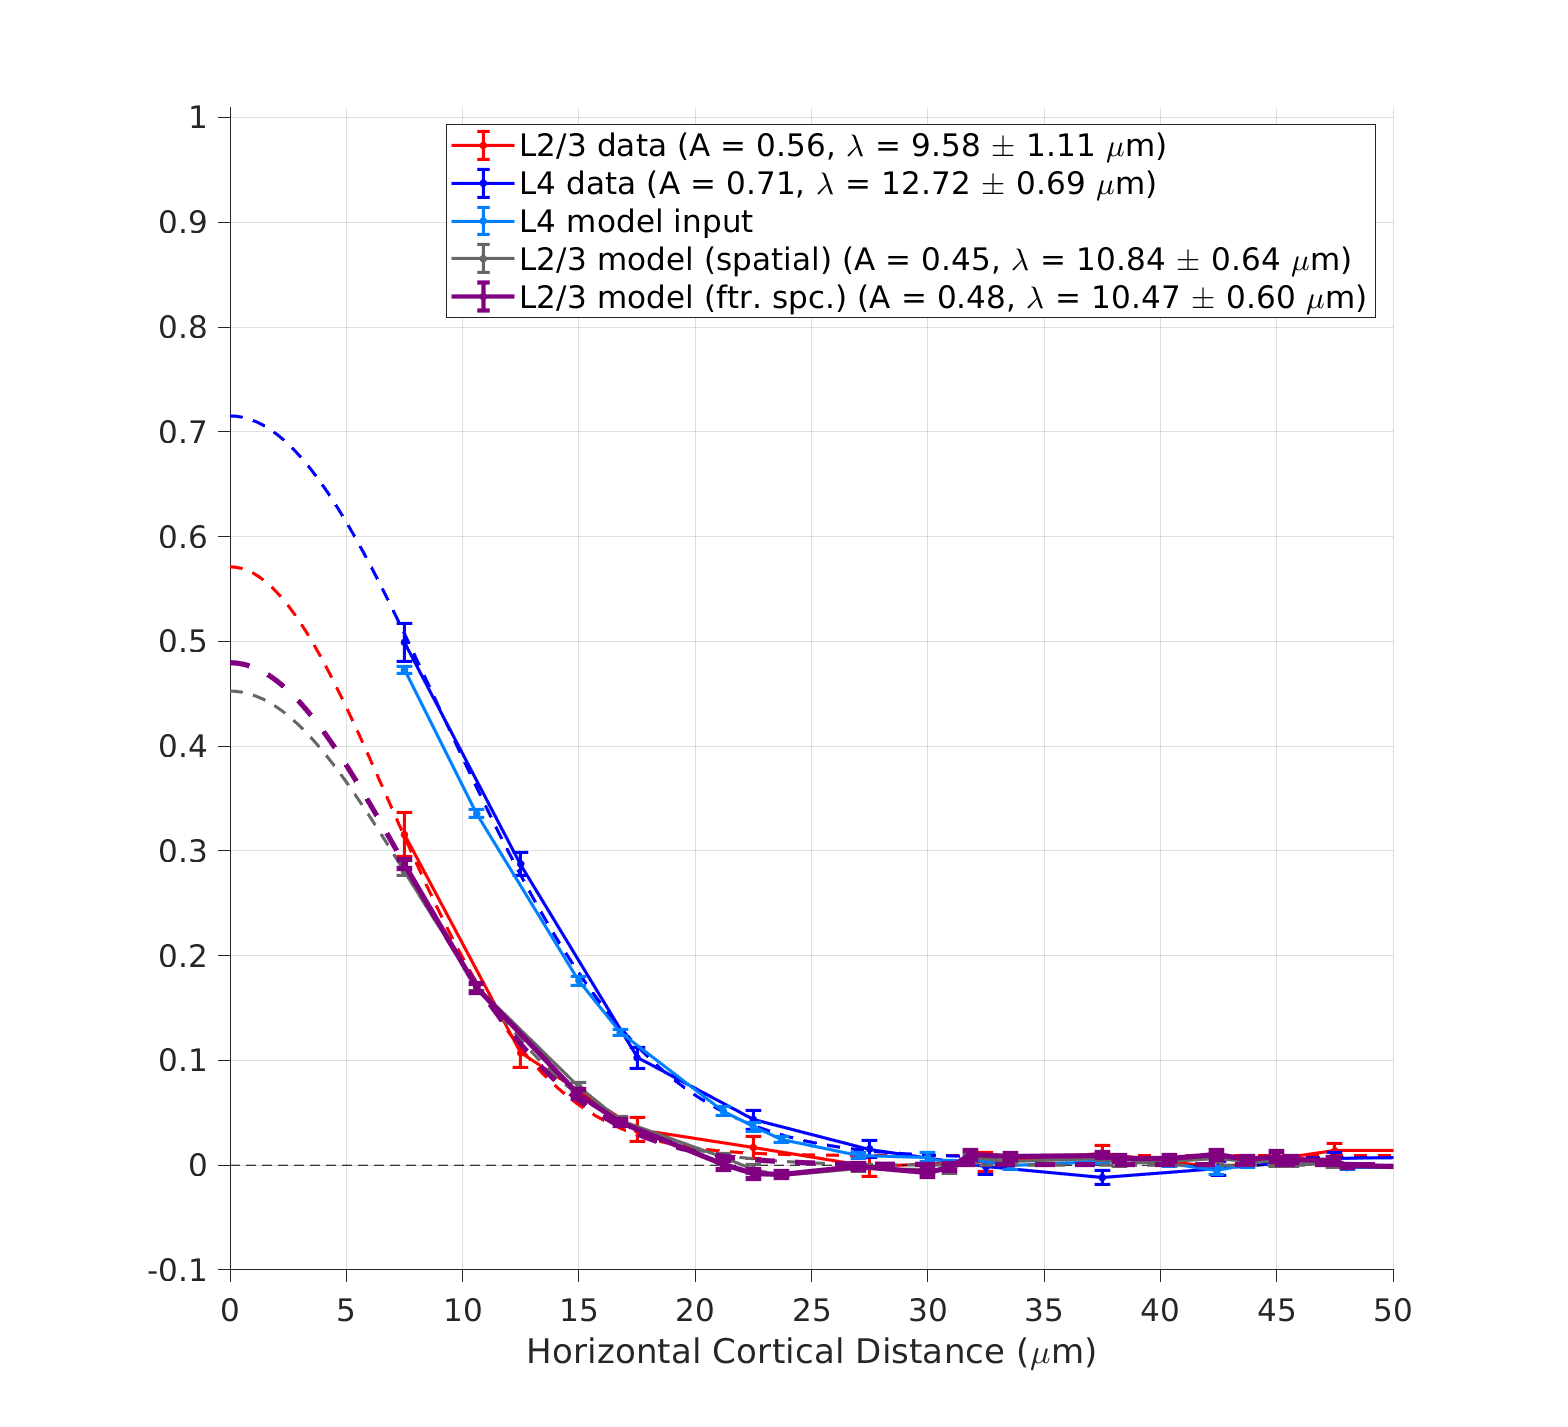 1
0.9
0.8
0.7
0.6
0.5
0.4
0.3
0.2
0.1
0
-0.1
L2/3 data (A = 0.56, λ = 9.58 ± 1.11 μm)
L4 data (A = 0.71, λ = 12.72 ± 0.69 μm)
L4 model input
L2/3 model (spatial) (A = 0.45, λ = 10.84 ± 0.64 μm)
L2/3 model (ftr. spc.) (A = 0.48, λ = 10.47 ± 0.60 μm)
0 5 10 15 20 25 30 35 40 45 50
Horizontal Cortical Distance (μm)